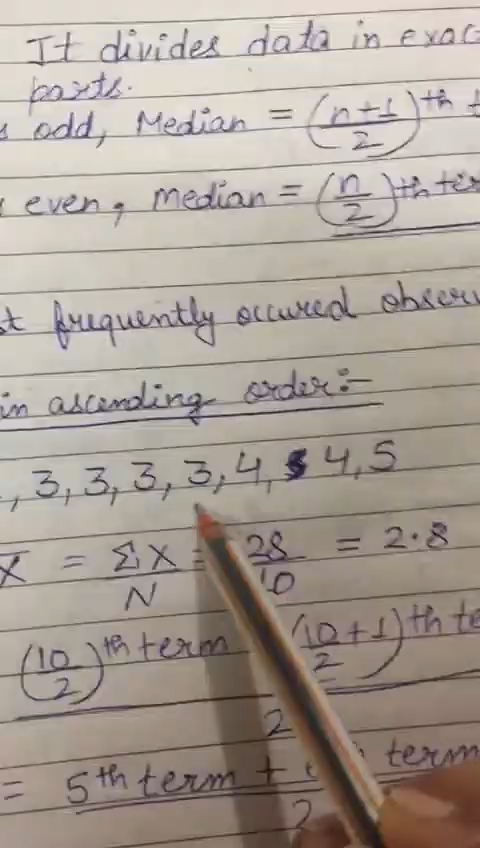 It divides data in exac
parts.
s odd, Median = (n+1/2)th t
even, median = (n/2)th ter
t frequently occured obser
in ascending order:-
, 3, 3, 3, 3, 4, 4, 5
X̄ = ΣX/N = 28/10 = 2.8
(10/2)th term (10/2 + 1)th te
2
= 5th term + term
2